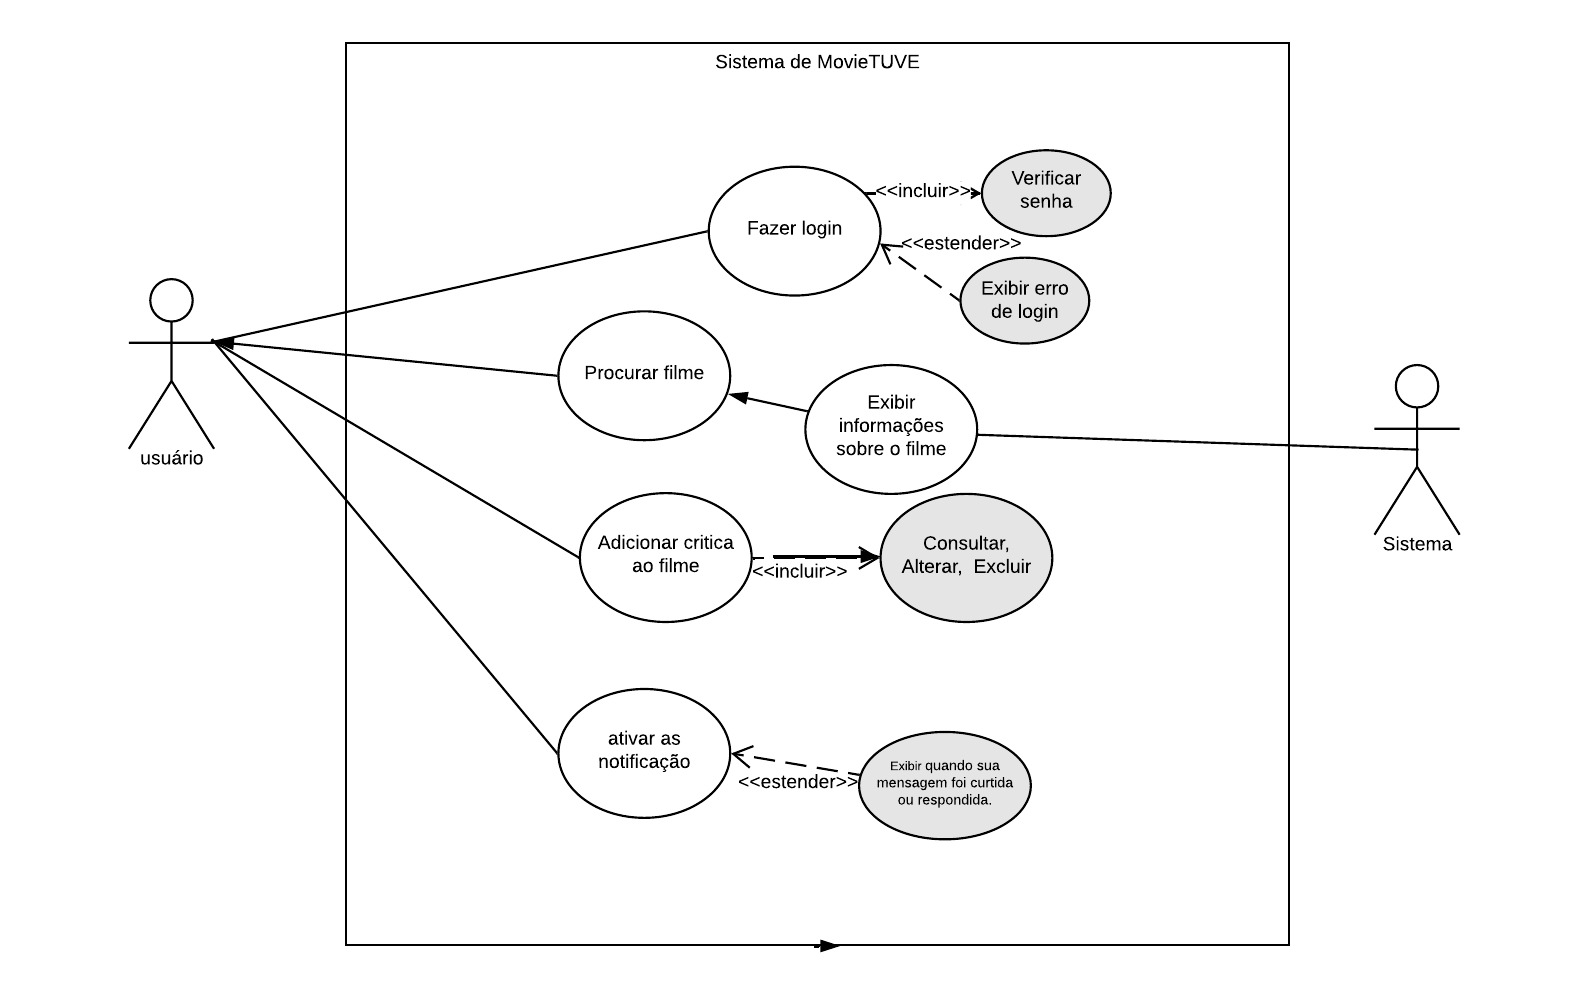 Sistema de MovieTUVE
Fazer login
<<incluir>>
Verificar
senha
<<estender>>
Exibir erro
de login
usuário
Procurar filme
Exibir
informações
sobre o filme
Sistema
Adicionar critica
ao filme
<<incluir>>
Consultar,
Alterar,  Excluir
ativar as
notificação
<<estender>>
Exibir quando sua
mensagem foi curtida
ou respondida.